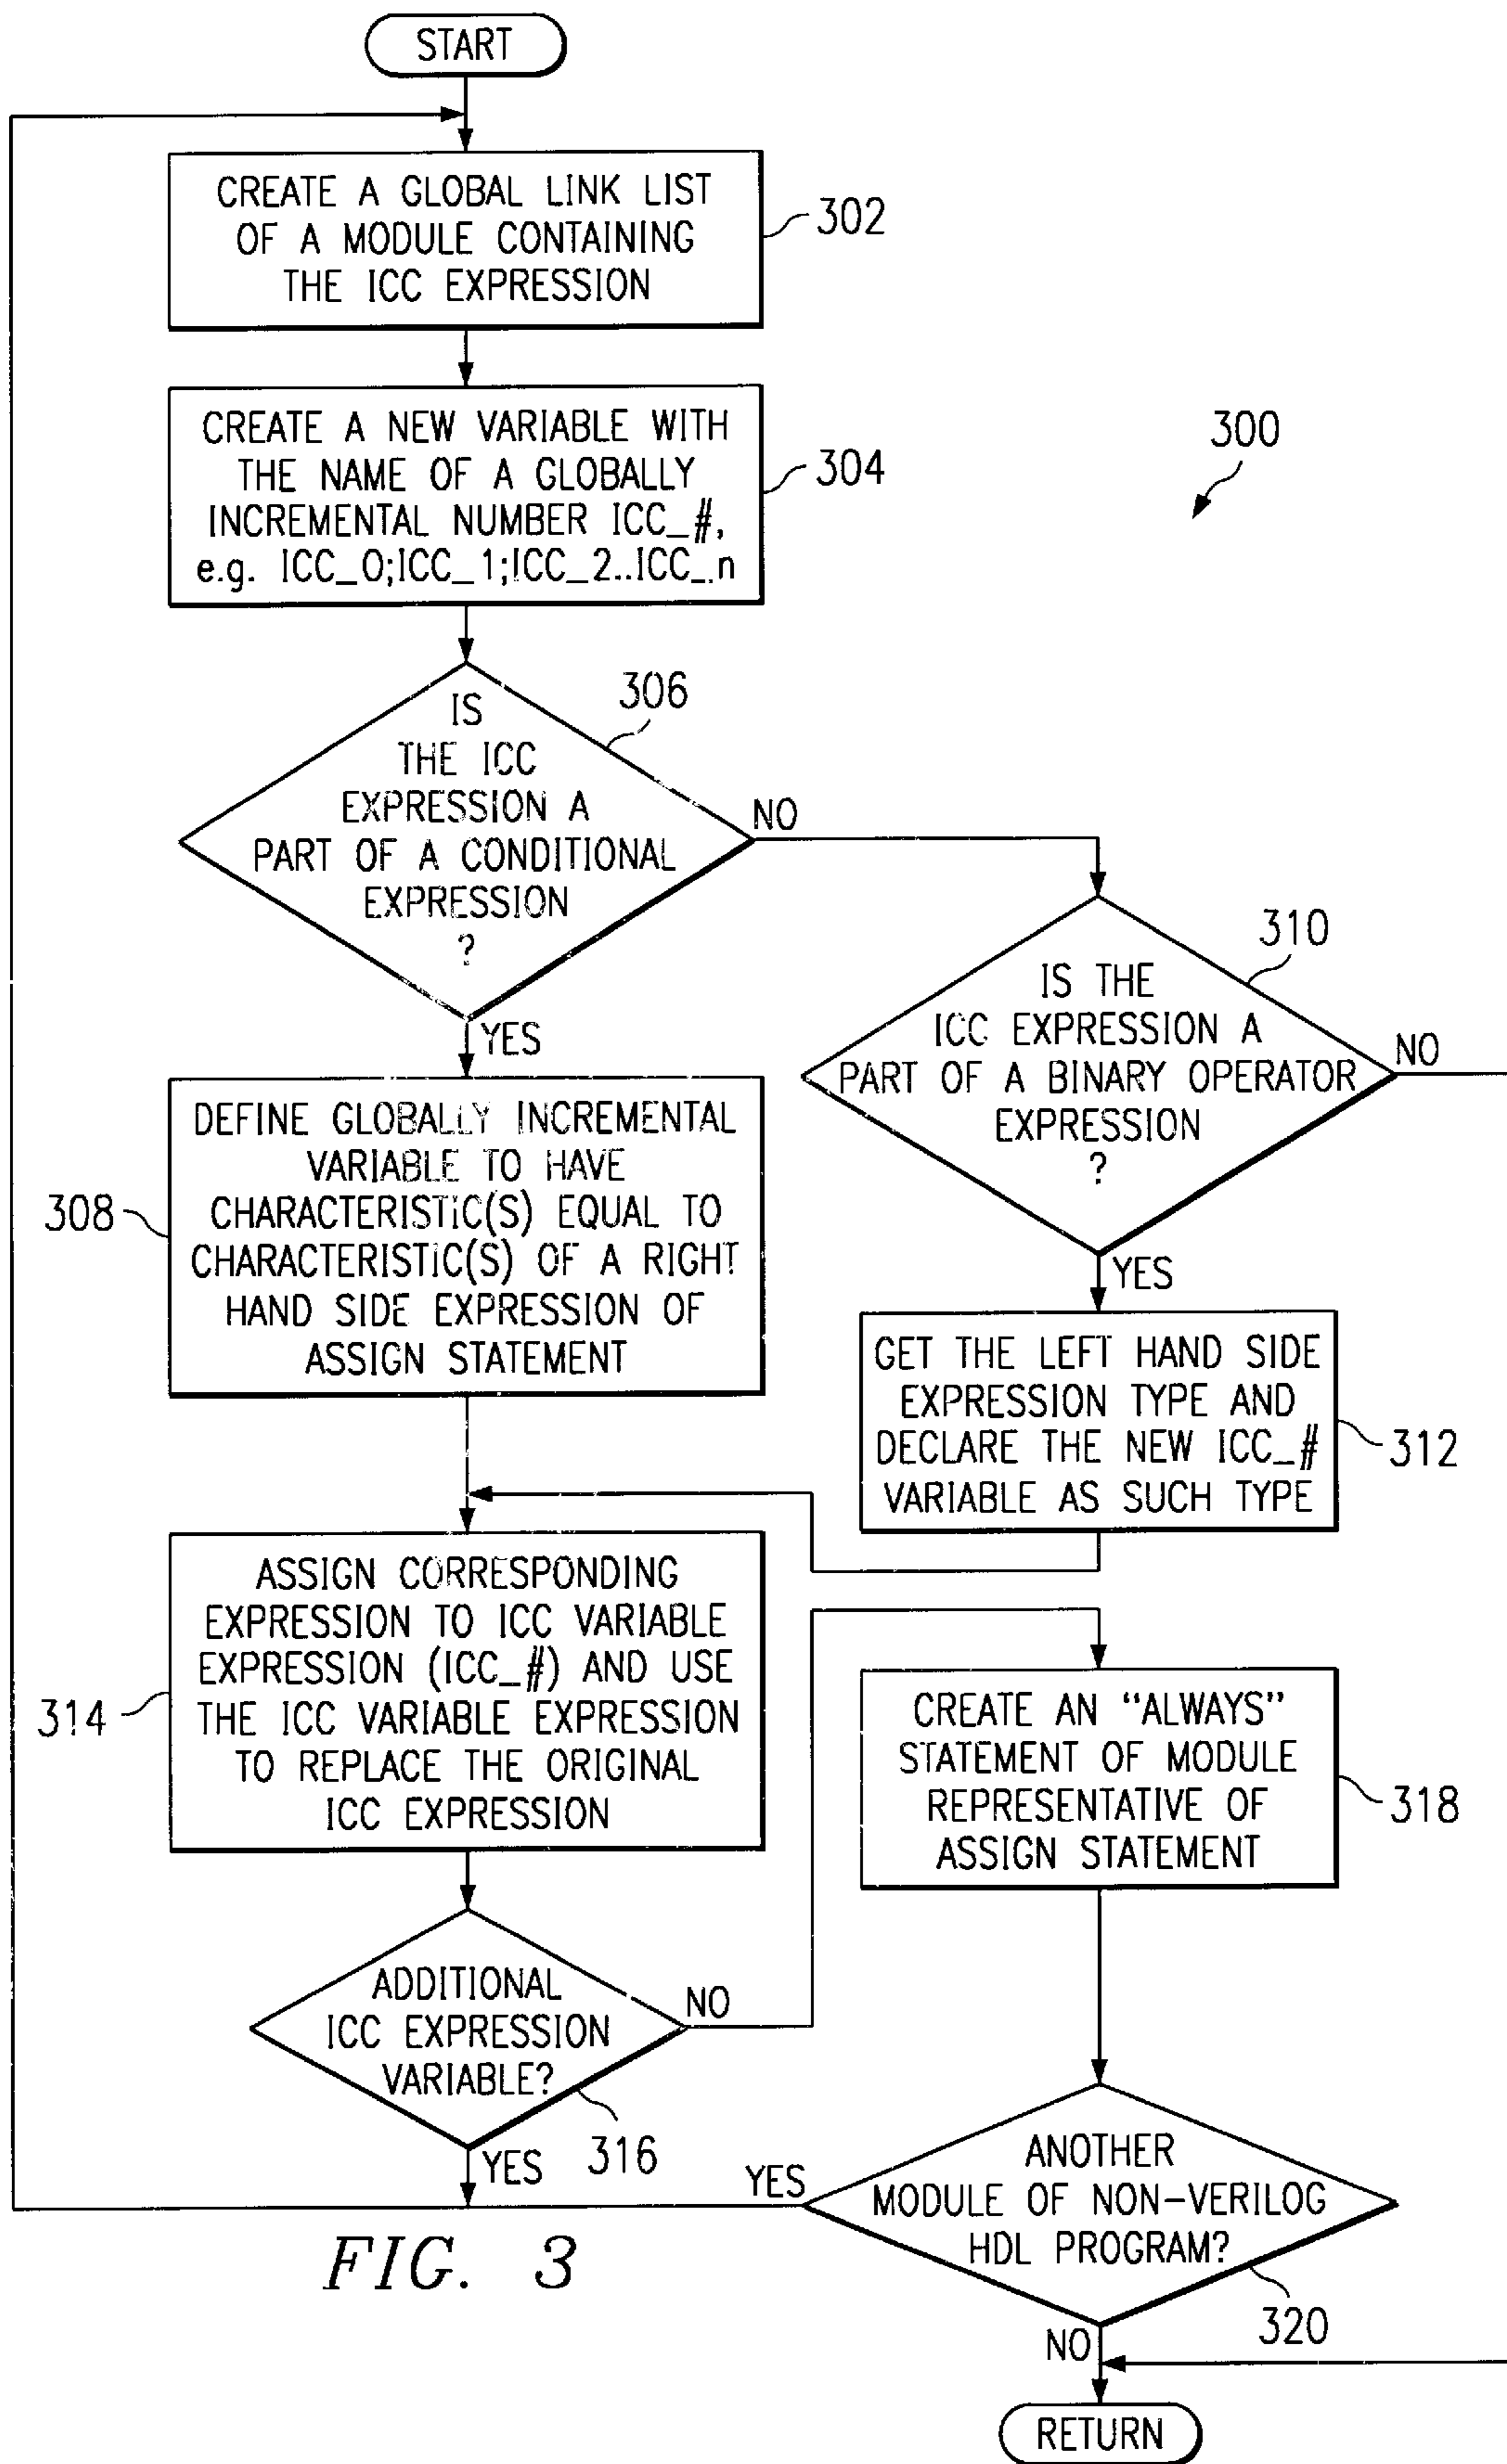 START
CREATE A GLOBAL LINK LIST
OF A MODULE CONTAINING
THE ICC EXPRESSION
302
CREATE A NEW VARIABLE WITH
THE NAME OF A GLOBALLY
INCREMENTAL NUMBER ICC_#,
e.g. ICC_0;ICC_1;ICC_2..ICC_.n
304
300
IS
THE ICC
EXPRESSION A
PART OF A CONDITIONAL
EXPRESSION
?
306
NO
YES
IS THE
ICC EXPRESSION A
PART OF A BINARY OPERATOR
EXPRESSION
?
310
NO
YES
DEFINE GLOBALLY INCREMENTAL
VARIABLE TO HAVE
CHARACTERISTIC(S) EQUAL TO
CHARACTERISTIC(S) OF A RIGHT
HAND SIDE EXPRESSION OF
ASSIGN STATEMENT
308
GET THE LEFT HAND SIDE
EXPRESSION TYPE AND
DECLARE THE NEW ICC_#
VARIABLE AS SUCH TYPE
312
ASSIGN CORRESPONDING
EXPRESSION TO ICC VARIABLE
EXPRESSION (ICC_#) AND USE
THE ICC VARIABLE EXPRESSION
TO REPLACE THE ORIGINAL
ICC EXPRESSION
314
CREATE AN “ALWAYS”
STATEMENT OF MODULE
REPRESENTATIVE OF
ASSIGN STATEMENT
318
ADDITIONAL
ICC EXPRESSION
VARIABLE?
NO
316
YES
ANOTHER
MODULE OF NON-VERILOG
HDL PROGRAM?
YES
320
NO
RETURN
FIG. 3